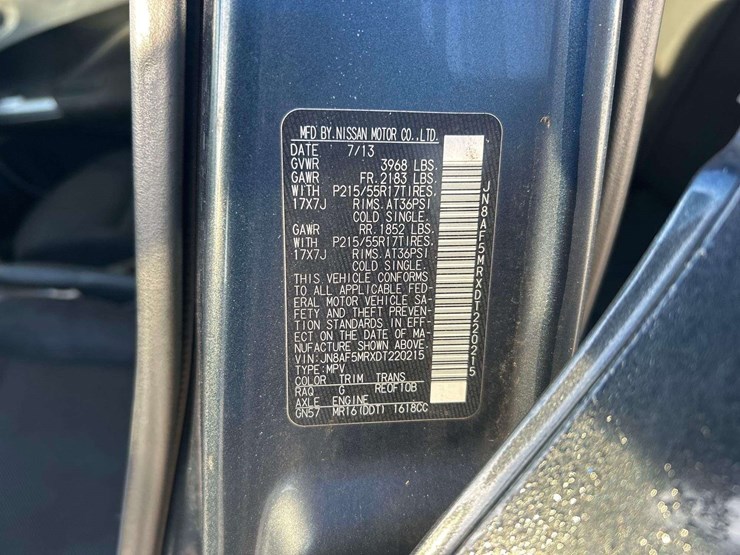 MFD BY NISSAN MOTOR CO.,LTD.
DATE 7/13
GVWR 3968 LBS.
GAWR FR. 2183 LBS.
WITH P215/55R17TIRES.
17X7J RIMS.AT36PSI
COLD SINGLE.
GAWR RR. 1852 LBS.
WITH P215/55R17TIRES.
17X7J RIMS.AT36PSI
COLD SINGLE.
THIS VEHICLE CONFORMS
TO ALL APPLICABLE FED-
ERAL MOTOR VEHICLE SA-
FETY AND THEFT PREVEN-
TION STANDARDS IN EFF-
ECT ON THE DATE OF MA-
NUFACTURE SHOWN ABOVE.
VIN:JN8AF5MRXDT220215
TYPE:MPV
COLOR TRIM TRANS
RAQ G RE0F10B
AXLE ENGINE
GN57 MR16(DDT) 1618CC
JN8AF5MRXDT220215